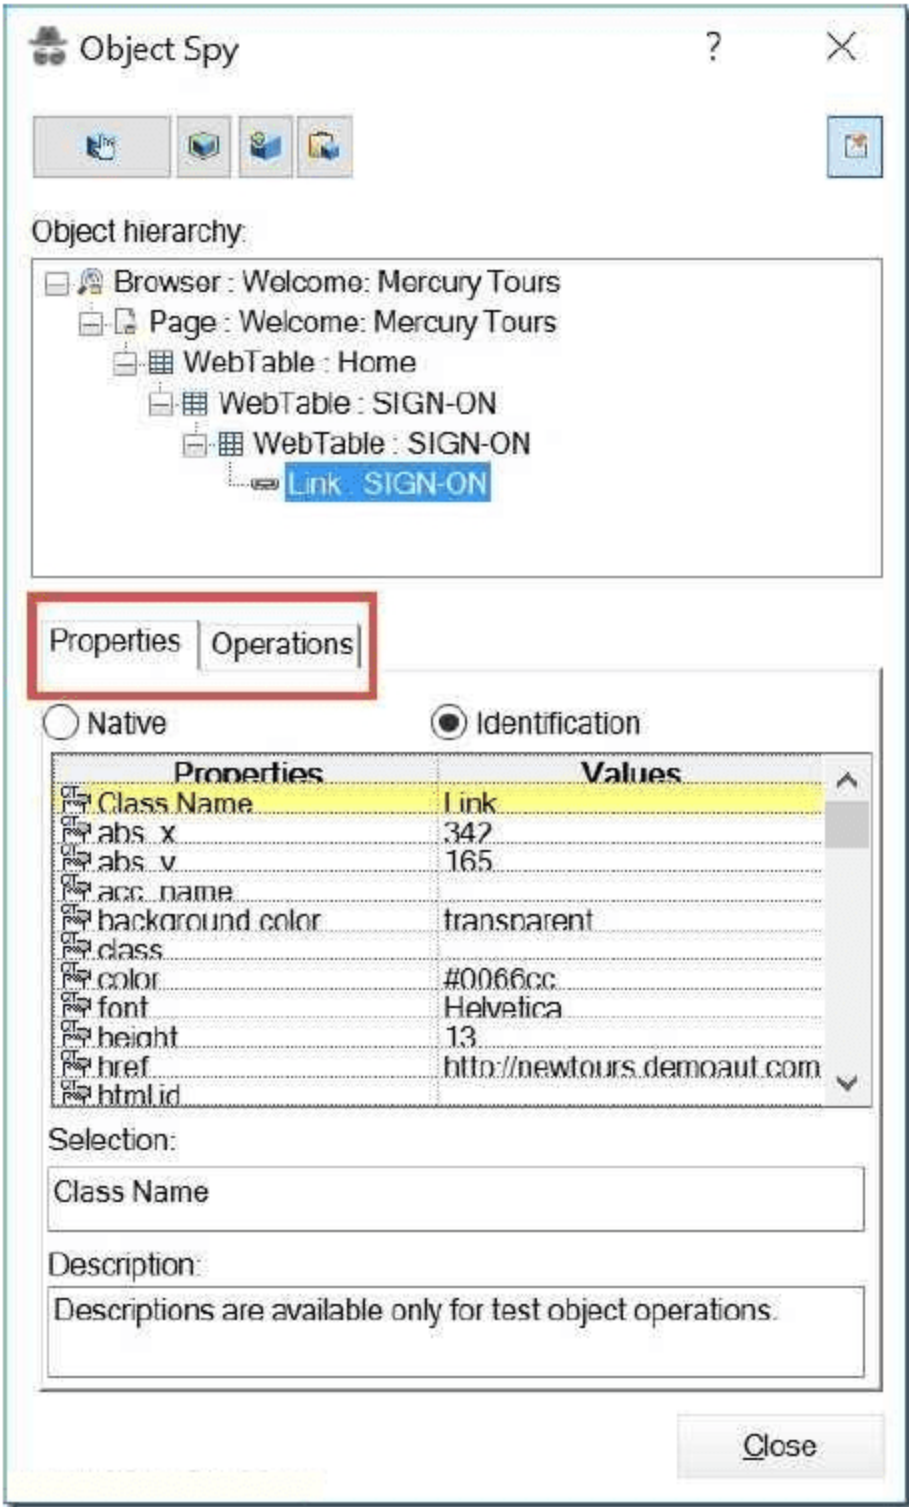 Object Spy ?
Object hierarchy:
Browser : Welcome: Mercury Tours
Page : Welcome: Mercury Tours
WebTable : Home
WebTable : SIGN-ON
WebTable : SIGN-ON
Link : SIGN-ON
Properties Operations
Native Identification
Properties Values
Class Name Link
abs_x 342
abs_y 165
acc_name
background color transparent
class
color #0066cc
font Helvetica
height 13
href http://newtours.demoaut.com
html id
Selection:
Class Name
Description:
Descriptions are available only for test object operations.
Close